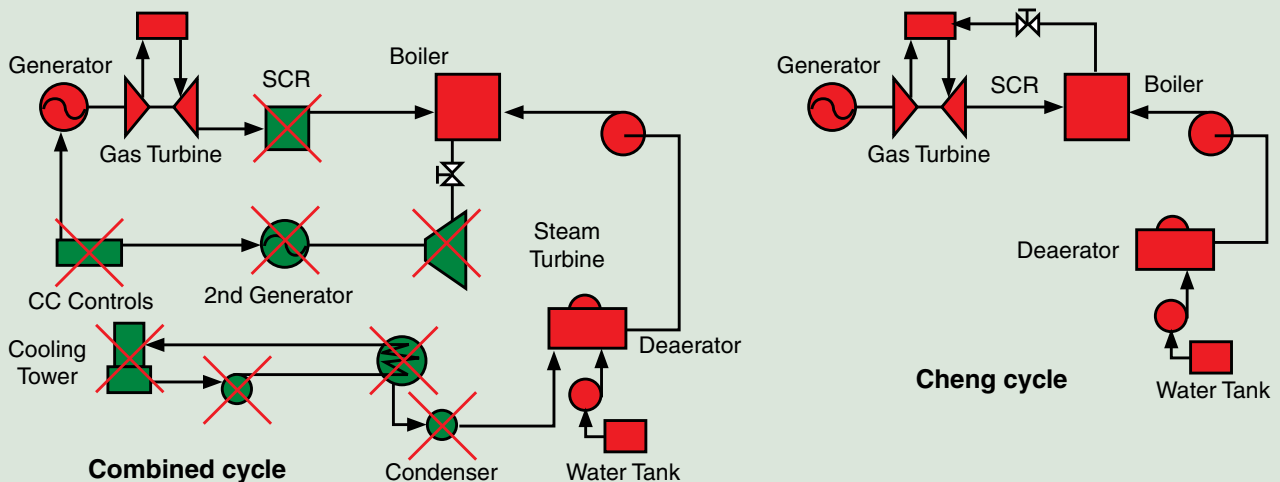 Generator
SCR
Boiler
Gas Turbine
CC Controls
2nd Generator
Steam
Turbine
Cooling
Tower
Deaerator
Condenser
Water Tank
Combined cycle
Generator
SCR
Boiler
Gas Turbine
Deaerator
Water Tank
Cheng cycle